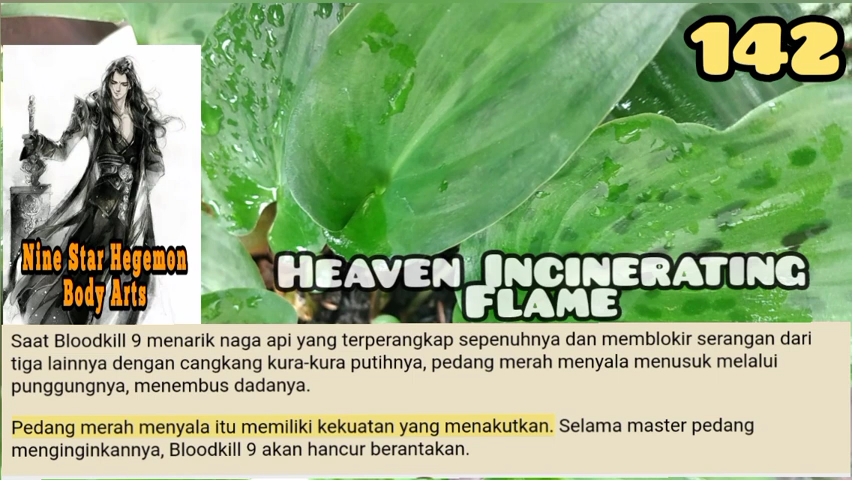 142
Nine Star Hegemon
Body Arts
HEAVEN INCINERATING
FLAME
Saat Bloodkill 9 menarik naga api yang terperangkap sepenuhnya dan memblokir serangan dari
tiga lainnya dengan cangkang kura-kura putihnya, pedang merah menyala menusuk melalui
punggungnya, menembus dadanya.
Pedang merah menyala itu memiliki kekuatan yang menakutkan. Selama master pedang
menginginkannya, Bloodkill 9 akan hancur berantakan.